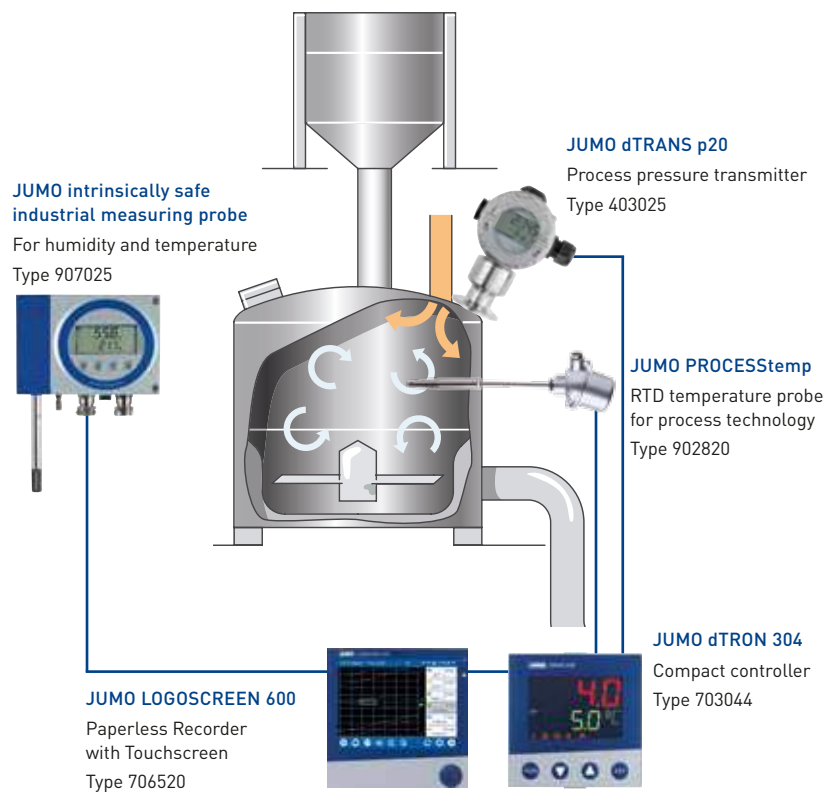 JUMO dTRANS p20
Process pressure transmitter
Type 403025
JUMO intrinsically safe
industrial measuring probe
For humidity and temperature
Type 907025
JUMO PROCESStemp
RTD temperature probe
for process technology
Type 902820
JUMO dTRON 304
Compact controller
Type 703044
4.0
5.0 °C
JUMO LOGOSCREEN 600
Paperless Recorder
with Touchscreen
Type 706520